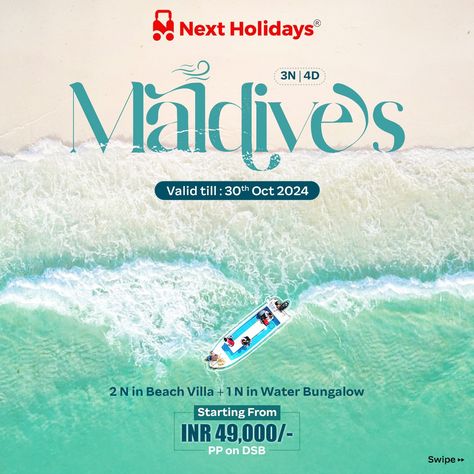 Next Holidays®
3N | 4D
Maldives
Valid till : 30th Oct 2024
2 N in Beach Villa + 1 N in Water Bungalow
Starting From
INR 49,000/-
PP on DSB
Swipe ▸▸